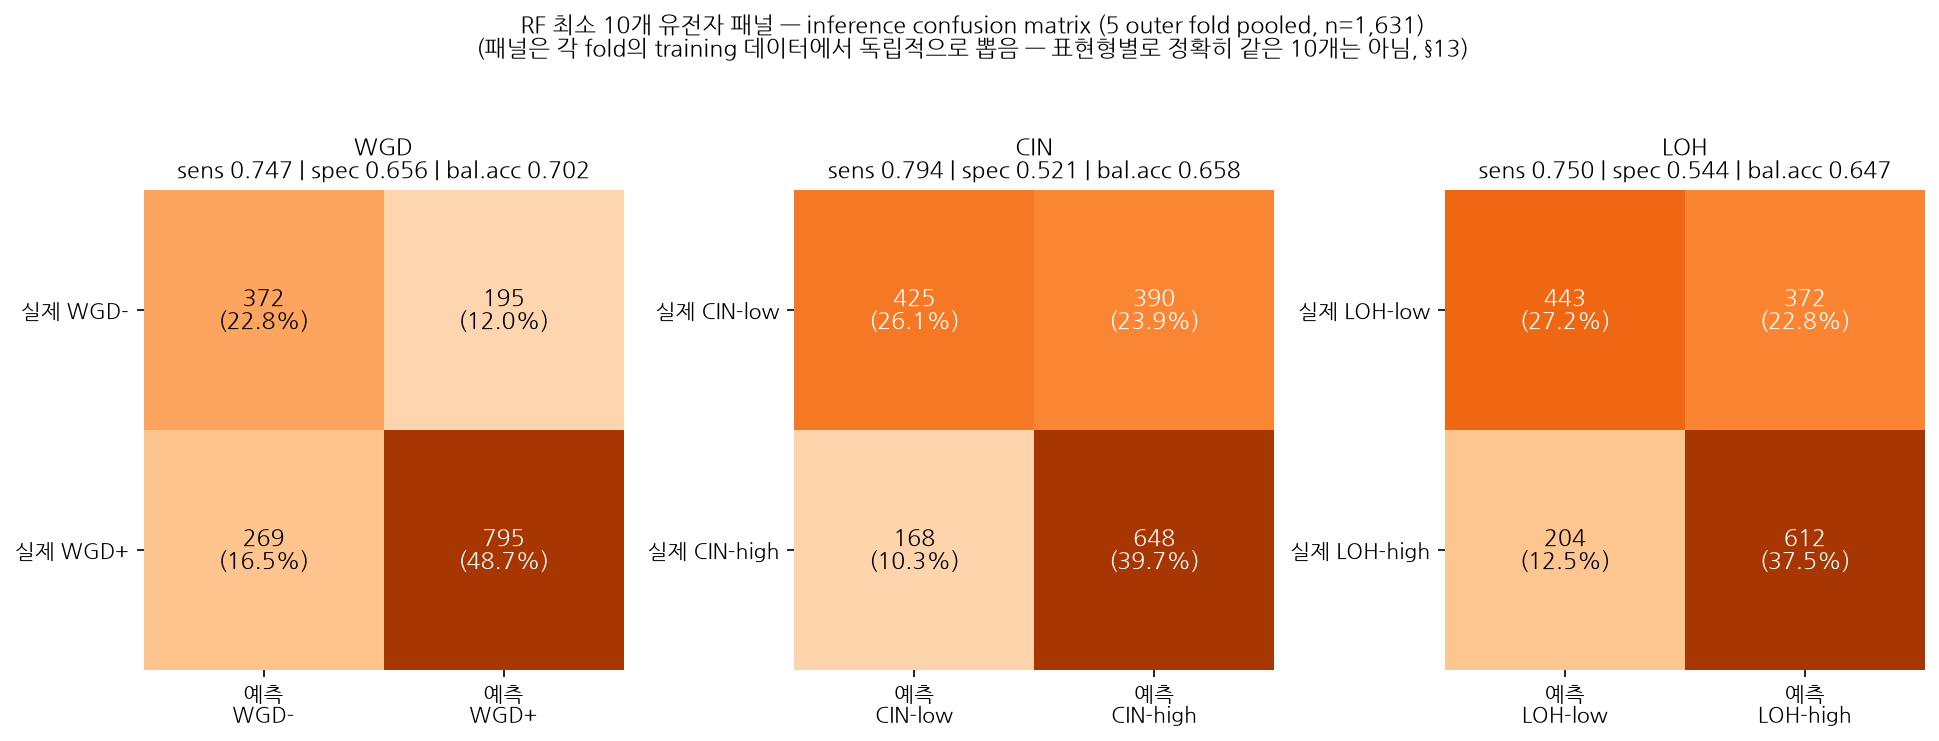 RF 최소 10개 유전자 패널 — inference confusion matrix (5 outer fold pooled, n=1,631)
(패널은 각 fold의 training 데이터에서 독립적으로 뽑음 — 표현형별로 정확히 같은 10개는 아님, §13)
WGD
sens 0.747 | spec 0.656 | bal.acc 0.702
실제 WGD-
372
(22.8%)
195
(12.0%)
실제 WGD+
269
(16.5%)
795
(48.7%)
예측
WGD-
예측
WGD+
CIN
sens 0.794 | spec 0.521 | bal.acc 0.658
실제 CIN-low
425
(26.1%)
390
(23.9%)
실제 CIN-high
168
(10.3%)
648
(39.7%)
예측
CIN-low
예측
CIN-high
LOH
sens 0.750 | spec 0.544 | bal.acc 0.647
실제 LOH-low
443
(27.2%)
372
(22.8%)
실제 LOH-high
204
(12.5%)
612
(37.5%)
예측
LOH-low
예측
LOH-high